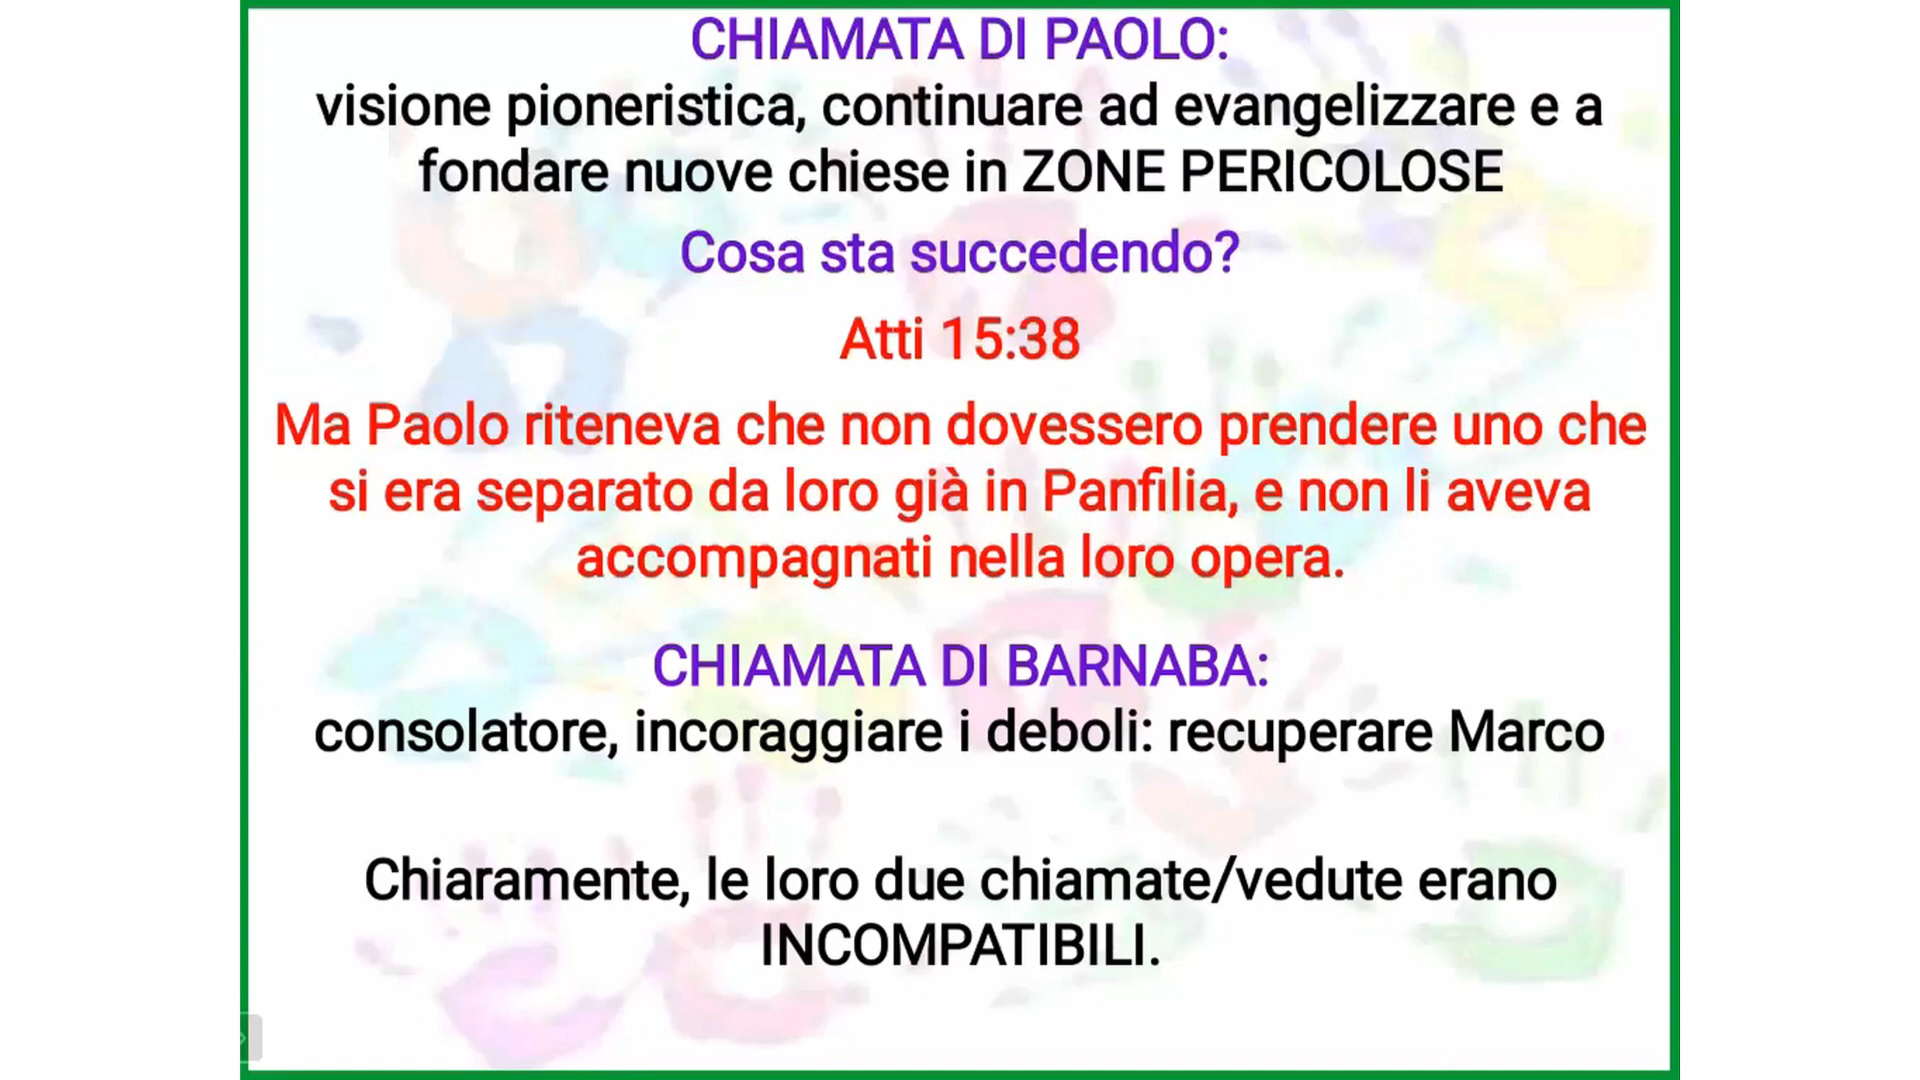 CHIAMATA DI PAOLO:
visione pioneristica, continuare ad evangelizzare e a
fondare nuove chiese in ZONE PERICOLOSE
Cosa sta succedendo?
Atti 15:38
Ma Paolo riteneva che non dovessero prendere uno che
si era separato da loro già in Panfilia, e non li aveva
accompagnati nella loro opera.
CHIAMATA DI BARNABA:
consolatore, incoraggiare i deboli: recuperare Marco
Chiaramente, le loro due chiamate/vedute erano
INCOMPATIBILI.